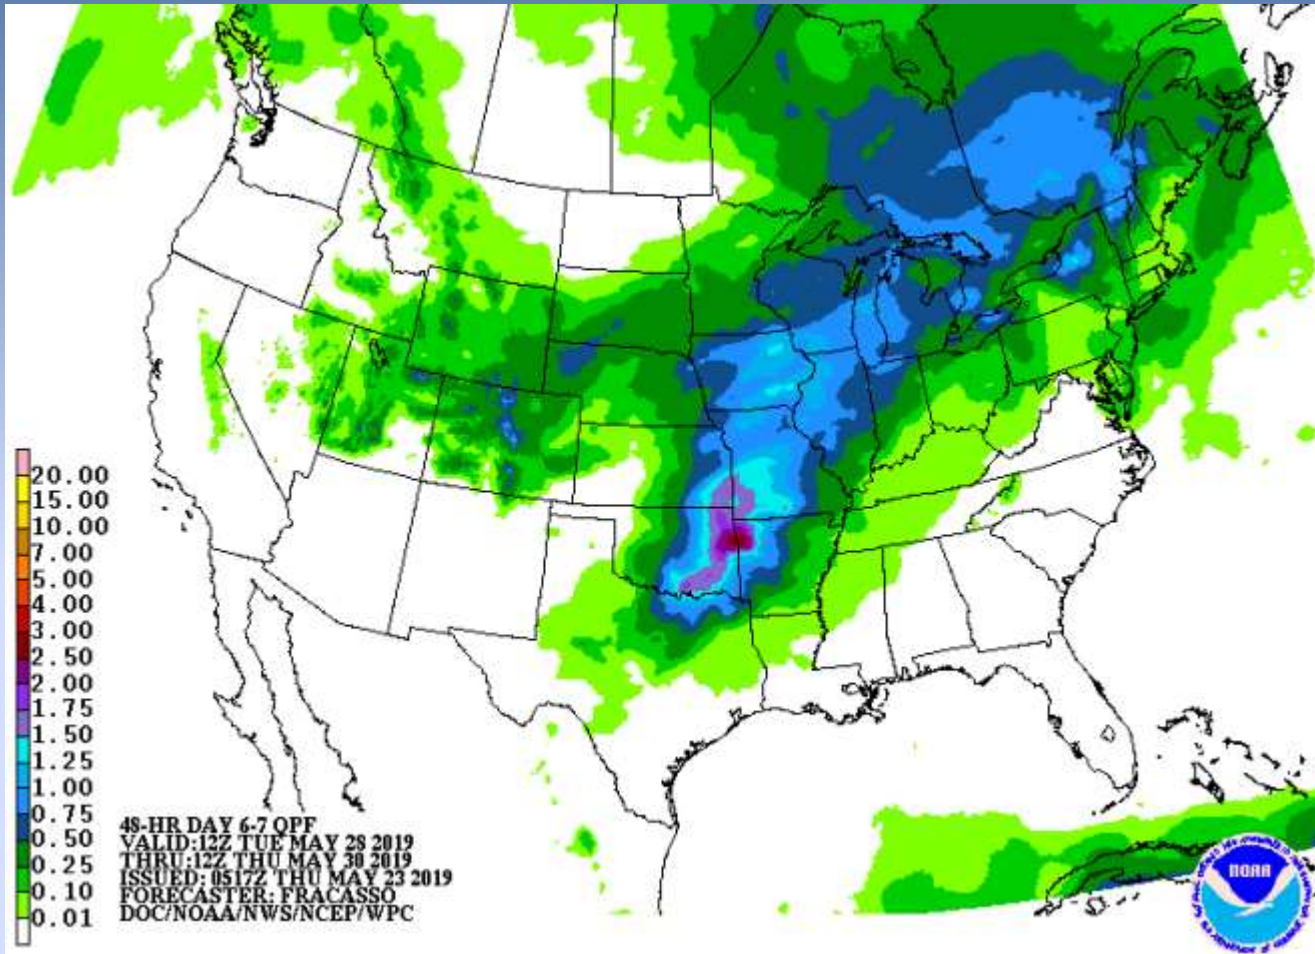 20.00
15.00
10.00
7.00
5.00
4.00
3.00
2.50
2.00
1.75
1.50
1.25
1.00
0.75
0.50
0.25
0.10
0.01
48-HR DAY 6-7 QPF
VALID:12Z TUE MAY 28 2019
THRU:12Z THU MAY 30 2019
ISSUED: 0517Z THU MAY 23 2019
FORECASTER: FRACASSO
DOC/NOAA/NWS/NCEP/WPC
NOAA